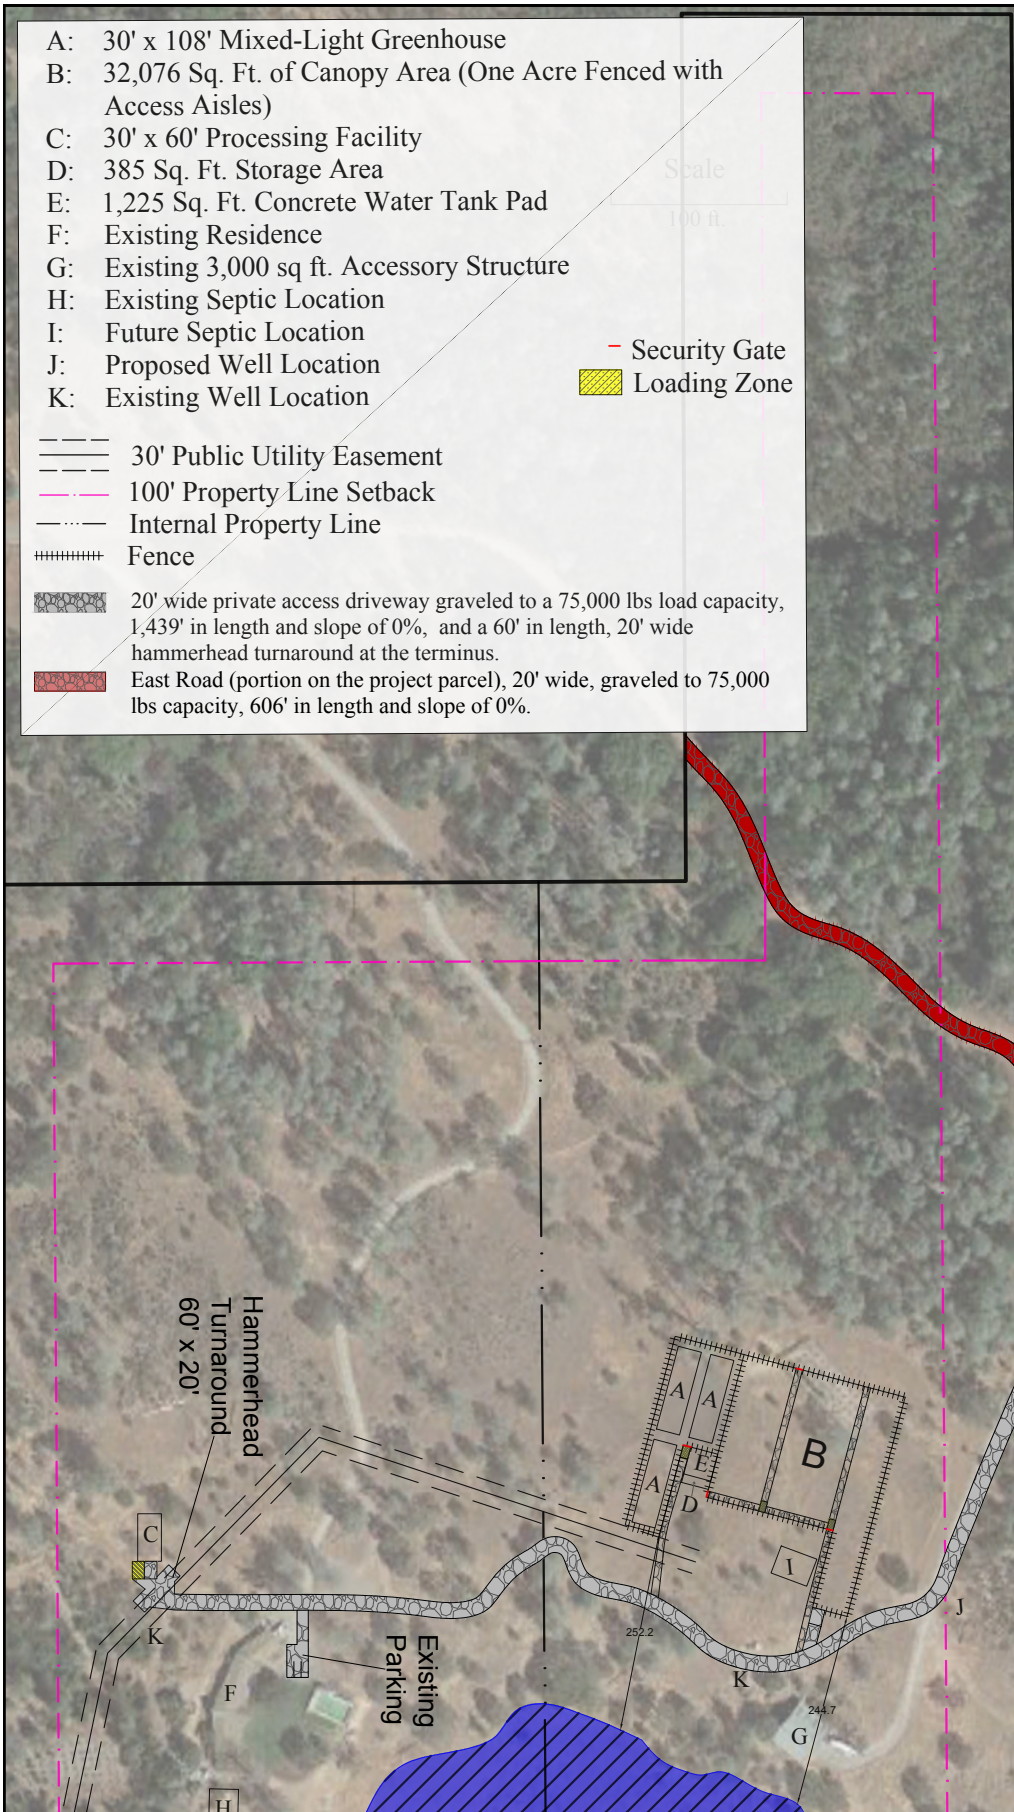 A: 30' x 108' Mixed-Light Greenhouse
B: 32,076 Sq. Ft. of Canopy Area (One Acre Fenced with
Access Aisles)
C: 30' x 60' Processing Facility
D: 385 Sq. Ft. Storage Area
E: 1,225 Sq. Ft. Concrete Water Tank Pad
F: Existing Residence
G: Existing 3,000 sq ft. Accessory Structure
H: Existing Septic Location
I: Future Septic Location
J: Proposed Well Location
K: Existing Well Location
Scale
100 ft.
Security Gate
Loading Zone
30' Public Utility Easement
100' Property Line Setback
Internal Property Line
Fence
20' wide private access driveway graveled to a 75,000 lbs load capacity,
1,439' in length and slope of 0%, and a 60' in length, 20' wide
hammerhead turnaround at the terminus.
East Road (portion on the project parcel), 20' wide, graveled to 75,000
lbs capacity, 606' in length and slope of 0%.
Hammerhead
Turnaround
60' x 20'
A
A
B
E
A
D
C
I
J
K
252.2
Existing
Parking
K
F
244.7
G
H